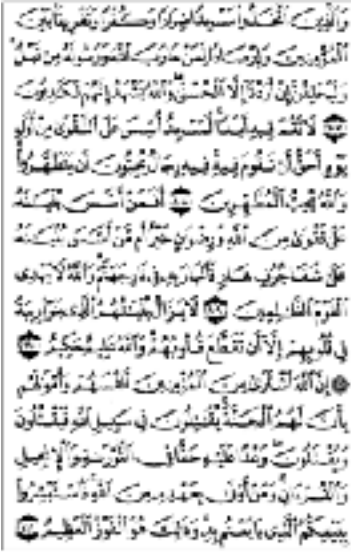 والذين اتخذوا مسجدا ضرارا وكفرا وتفريقا بين
المؤمنين وإرصادا لمن حارب الله ورسوله من قبل
وليحلفن إن أردنا إلا الحسنى والله يشهد إنهم لكاذبون
١٠٧ لا تقم فيه أبدا لمسجد أسس على التقوى من أول
يوم أحق أن تقوم فيه فيه رجال يحبون أن يتطهروا
والله يحب المطهرين ١٠٨ أفمن أسس بنيانه
على تقوى من الله ورضوان خير أم من أسس بنيانه
على شفا جرف هار فانهار به في نار جهنم والله لا يهدي
القوم الظالمين ١٠٩ لا يزال بنيانهم الذي بنوا ريبة
في قلوبهم إلا أن تقطع قلوبهم والله عليم حكيم ١١٠
۞ إن الله اشترى من المؤمنين أنفسهم وأموالهم
بأن لهم الجنة يقاتلون في سبيل الله فيقتلون
ويقتلون وعدا عليه حقا في التوراة والإنجيل
والقرآن ومن أوفى بعهده من الله فاستبشروا
ببيعكم الذي بايعتم به وذلك هو الفوز العظيم ١١١